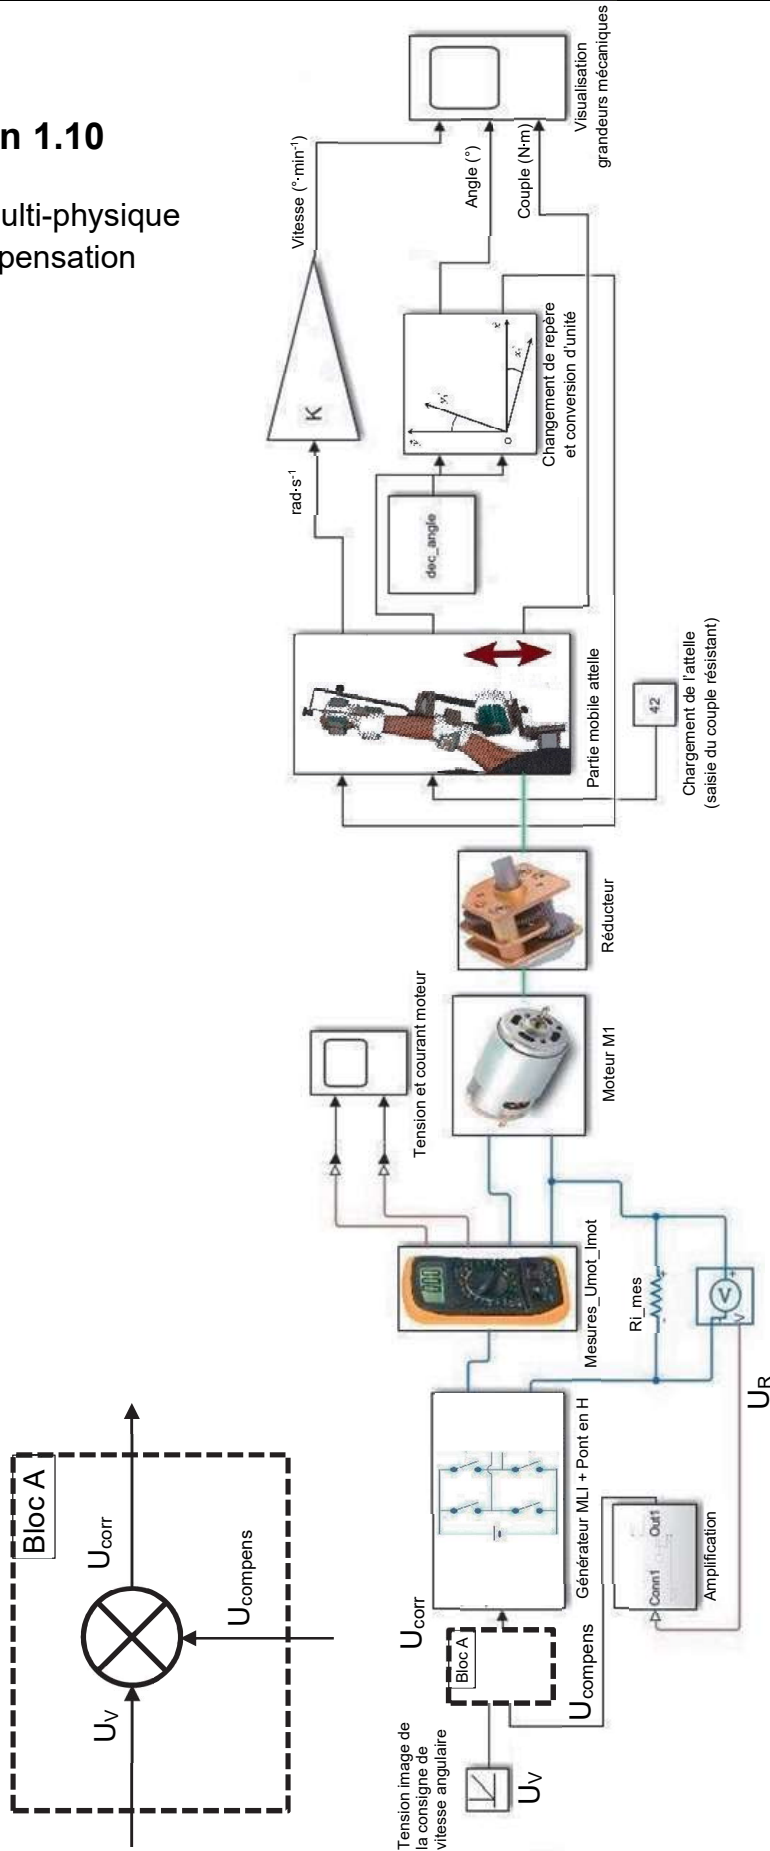 n 1.10
ulti-physique
pensation
Visualisation
grandeurs mécaniques
Vitesse (°·min⁻¹)
Angle (°)
Couple (N·m)
K
rad·s⁻¹
Changement de repère
et conversion d'unité
O
dec_angle
Partie mobile attelle
42
Chargement de l'attelle
(saisie du couple résistant)
Réducteur
Moteur M1
Tension et courant moteur
Mesures_Umot_Imot
Ri_mes
+
-
V
+
V
UR
Générateur MLI + Pont en H
Conn1
Out1
Amplification
Ucorr
Bloc A
Ucompens
Tension image de
la consigne de
vitesse angulaire
UV
Bloc A
Ucorr
Ucompens
UV